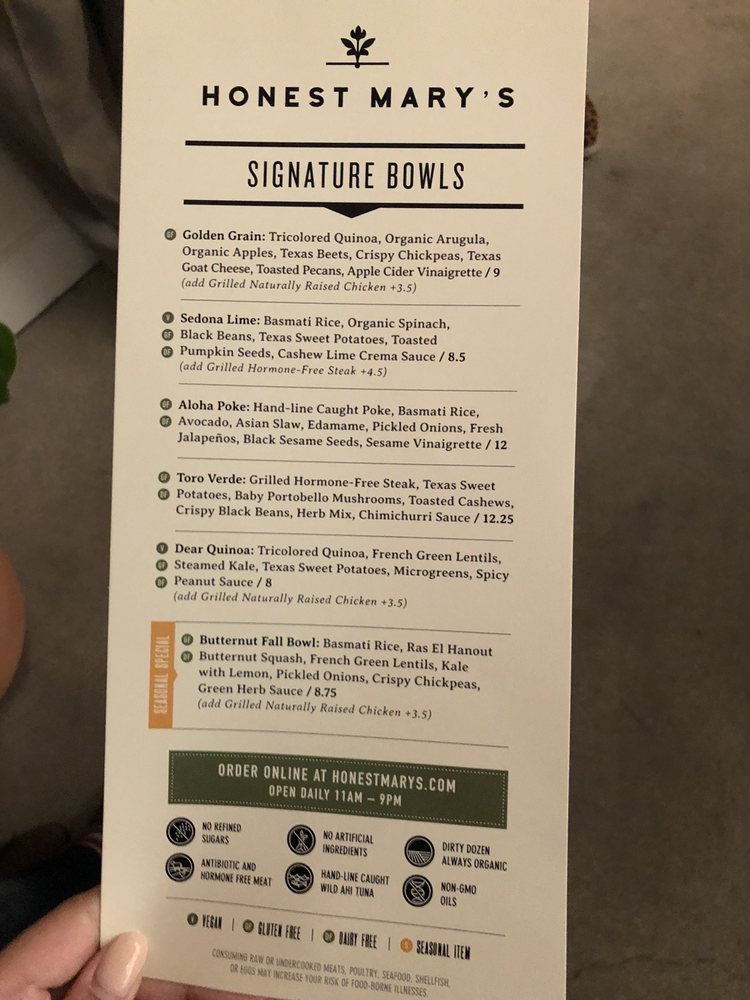 HONEST MARY'S
SIGNATURE BOWLS
GF Golden Grain: Tricolored Quinoa, Organic Arugula,
Organic Apples, Texas Beets, Crispy Chickpeas, Texas
Goat Cheese, Toasted Pecans, Apple Cider Vinaigrette / 9
(add Grilled Naturally Raised Chicken +3.5)
V Sedona Lime: Basmati Rice, Organic Spinach,
GF Black Beans, Texas Sweet Potatoes, Toasted
DF Pumpkin Seeds, Cashew Lime Crema Sauce / 8.5
(add Grilled Hormone-Free Steak +4.5)
GF Aloha Poke: Hand-line Caught Poke, Basmati Rice,
DF Avocado, Asian Slaw, Edamame, Pickled Onions, Fresh
Jalapeños, Black Sesame Seeds, Sesame Vinaigrette / 12
GF Toro Verde: Grilled Hormone-Free Steak, Texas Sweet
DF Potatoes, Baby Portobello Mushrooms, Toasted Cashews,
Crispy Black Beans, Herb Mix, Chimichurri Sauce / 12.25
V Dear Quinoa: Tricolored Quinoa, French Green Lentils,
GF Steamed Kale, Texas Sweet Potatoes, Microgreens, Spicy
DF Peanut Sauce / 8
(add Grilled Naturally Raised Chicken +3.5)
SEASONAL SPECIAL
GF Butternut Fall Bowl: Basmati Rice, Ras El Hanout
DF Butternut Squash, French Green Lentils, Kale
with Lemon, Pickled Onions, Crispy Chickpeas,
Green Herb Sauce / 8.75
(add Grilled Naturally Raised Chicken +3.5)
ORDER ONLINE AT HONESTMARYS.COM
OPEN DAILY 11AM – 9PM
NO REFINED
SUGARS
NO ARTIFICIAL
INGREDIENTS
DIRTY DOZEN
ALWAYS ORGANIC
ANTIBIOTIC AND
HORMONE FREE MEAT
HAND-LINE CAUGHT
WILD AHI TUNA
NON-GMO
OILS
V VEGAN | GF GLUTEN FREE | DF DAIRY FREE | SEASONAL ITEM
CONSUMING RAW OR UNDERCOOKED MEATS, POULTRY, SEAFOOD, SHELLFISH,
OR EGGS MAY INCREASE YOUR RISK OF FOOD-BORNE ILLNESSES.